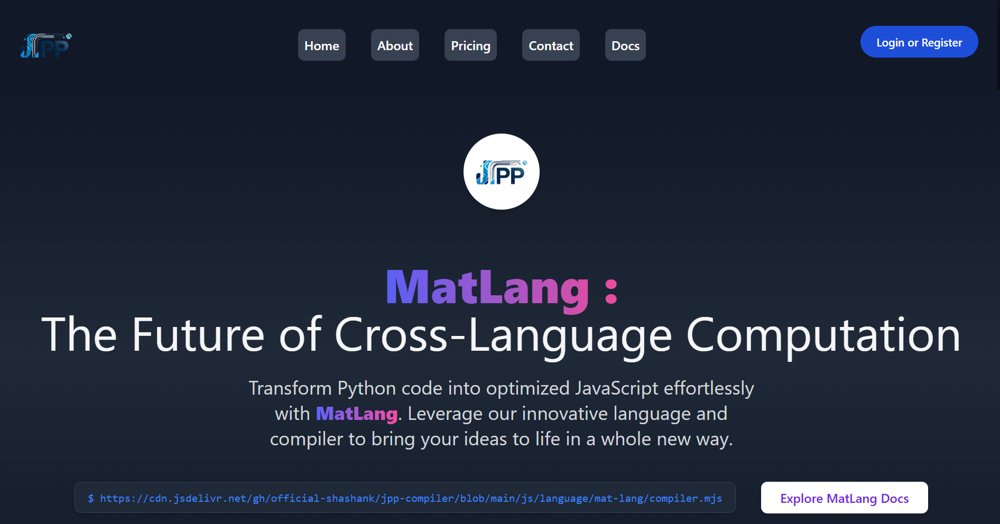 JPP
Home
About
Pricing
Contact
Docs
Login or Register
JPP
MatLang :
The Future of Cross-Language Computation
Transform Python code into optimized JavaScript effortlessly
with MatLang. Leverage our innovative language and
compiler to bring your ideas to life in a whole new way.
$ https://cdn.jsdelivr.net/gh/official-shashank/jpp-compiler/blob/main/js/language/mat-lang/compiler.mjs
Explore MatLang Docs